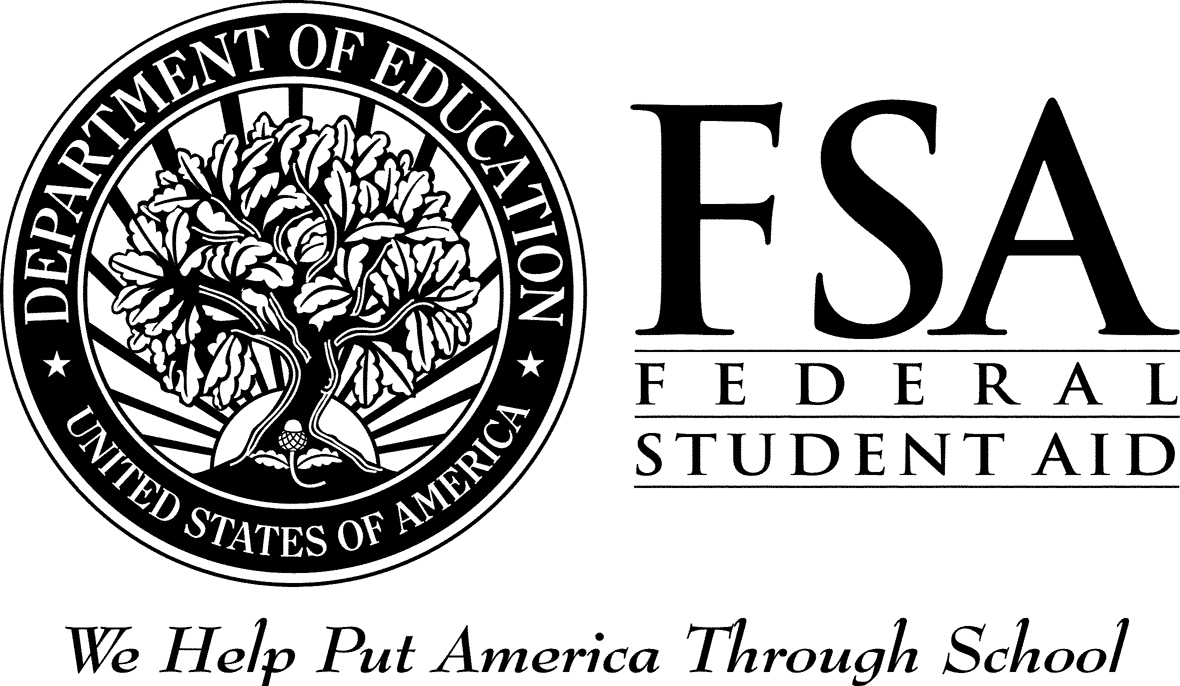 DEPARTMENT OF EDUCATION
UNITED STATES OF AMERICA
FSA
FEDERAL
STUDENT AID
We Help Put America Through School